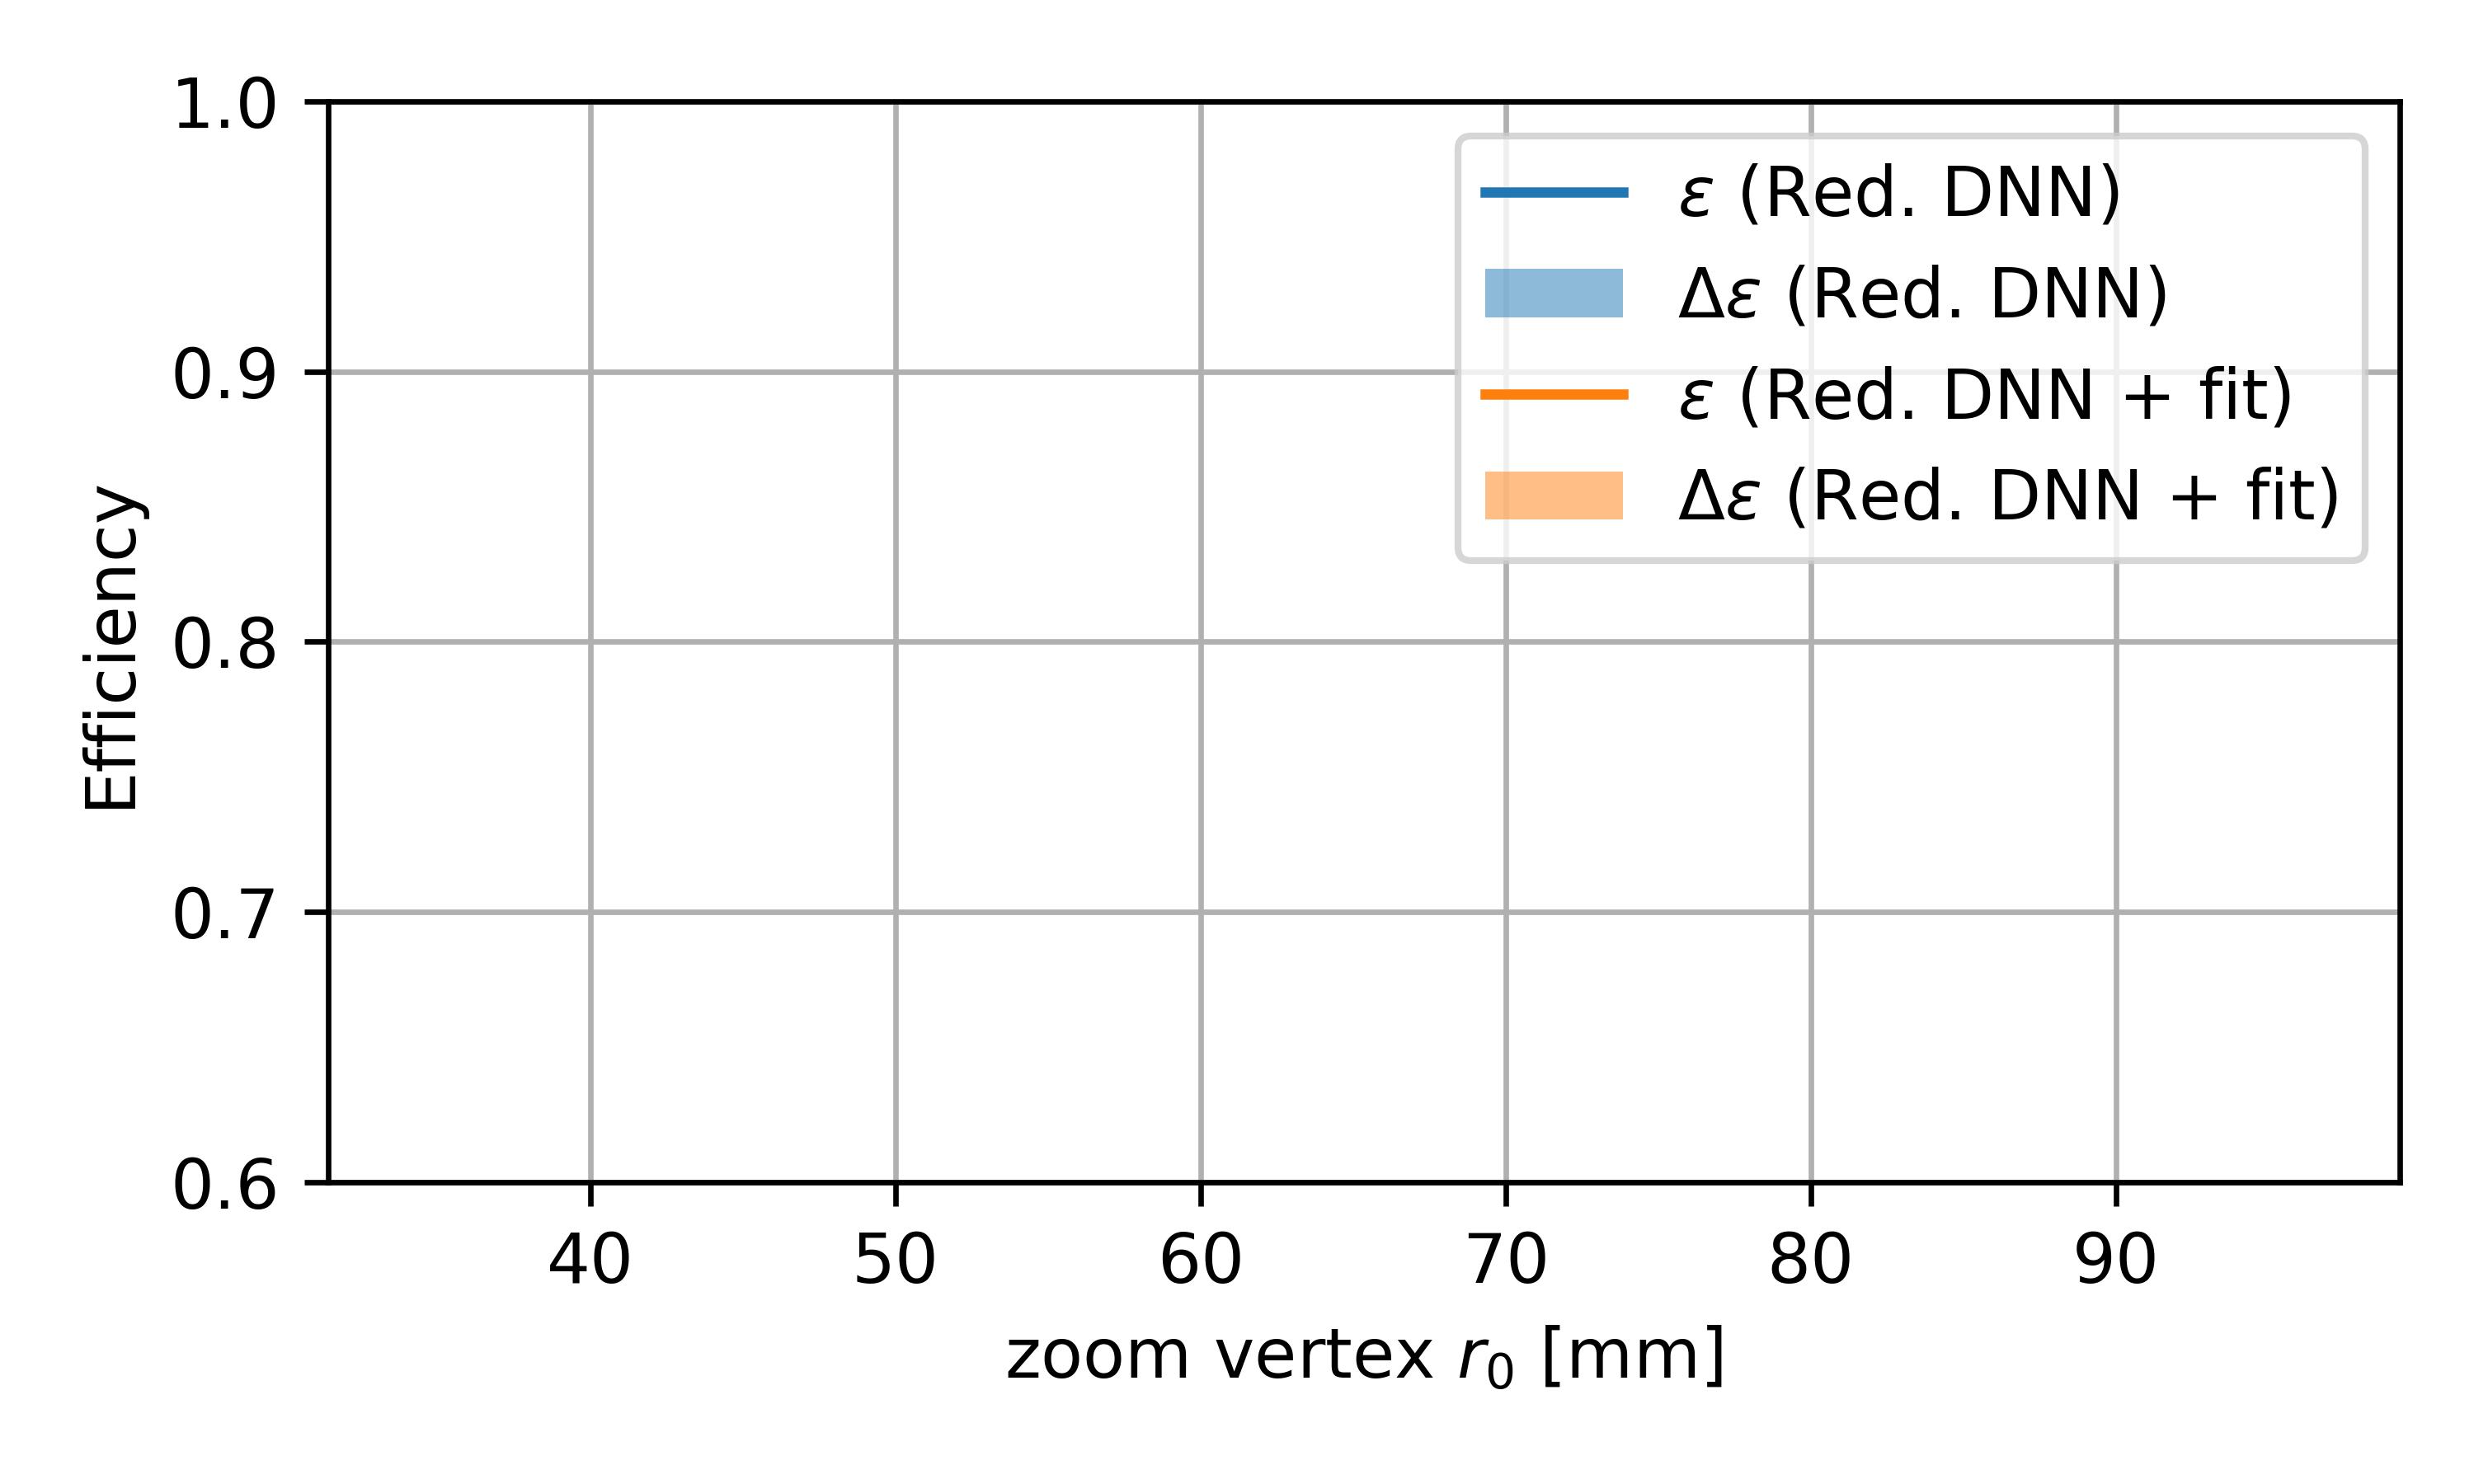 1.0
0.9
0.8
0.7
0.6
Efficiency
ε (Red. DNN)
Δε (Red. DNN)
ε (Red. DNN + fit)
Δε (Red. DNN + fit)
40 50 60 70 80 90
zoom vertex r₀ [mm]